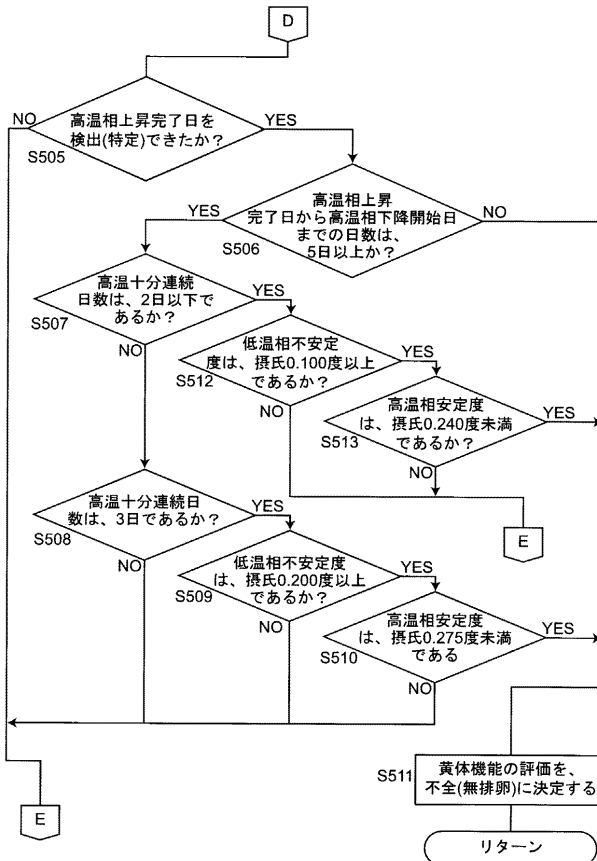 D
高温相上昇完了日を
検出(特定)できたか？
NO
YES
S505
高温相上昇
完了日から高温相下降開始日
までの日数は、
5日以上か？
YES
NO
S506
高温十分連続
日数は、2日以下で
あるか？
YES
S507
NO
低温相不安定
度は、摂氏0.100度以上
であるか？
YES
S512
NO
高温相安定度
は、摂氏0.240度未満
であるか？
YES
S513
NO
E
高温十分連続日
数は、3日であるか？
YES
S508
NO
低温相不安定度
は、摂氏0.200度以上
であるか？
YES
S509
NO
高温相安定度
は、摂氏0.275度未満
である
YES
S510
NO
S511
黄体機能の評価を、
不全(無排卵)に決定する
E
リターン